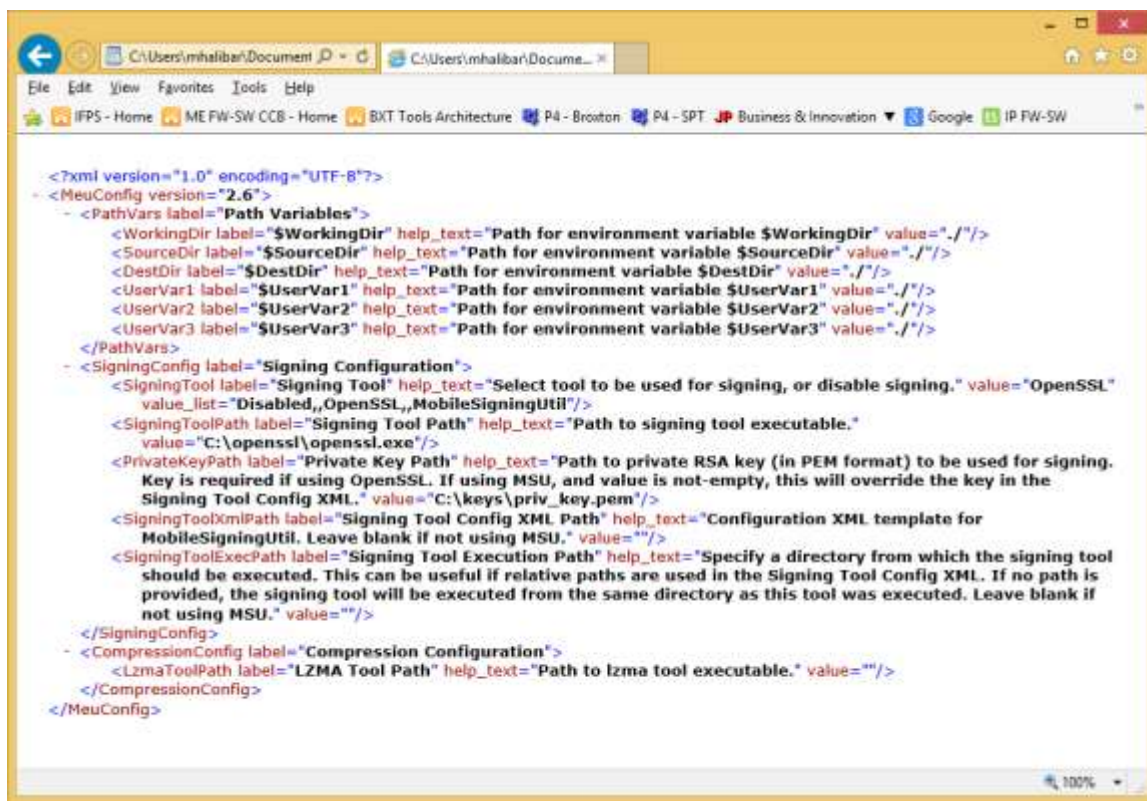 C:\Users\mhalibar\Document
C:\Users\mhalibar\Docume...
File Edit View Favorites Tools Help
IFPS - Home ME FW-SW CCB - Home BXT Tools Architecture P4 - Broxton P4 - SPT JP Business & Innovation ▼ Google IP FW-SW
<?xml version="1.0" encoding="UTF-8"?>
- <MeuConfig version="2.6">
- <PathVars label="Path Variables">
<WorkingDir label="$WorkingDir" help_text="Path for environment variable $WorkingDir" value="./"/>
<SourceDir label="$SourceDir" help_text="Path for environment variable $SourceDir" value="./"/>
<DestDir label="$DestDir" help_text="Path for environment variable $DestDir" value="./"/>
<UserVar1 label="$UserVar1" help_text="Path for environment variable $UserVar1" value="./"/>
<UserVar2 label="$UserVar2" help_text="Path for environment variable $UserVar2" value="./"/>
<UserVar3 label="$UserVar3" help_text="Path for environment variable $UserVar3" value="./"/>
</PathVars>
- <SigningConfig label="Signing Configuration">
<SigningTool label="Signing Tool" help_text="Select tool to be used for signing, or disable signing." value="OpenSSL"
value_list="Disabled,,OpenSSL,,MobileSigningUtil"/>
<SigningToolPath label="Signing Tool Path" help_text="Path to signing tool executable."
value="C:\openssl\openssl.exe"/>
<PrivateKeyPath label="Private Key Path" help_text="Path to private RSA key (in PEM format) to be used for signing.
Key is required if using OpenSSL. If using MSU, and value is not-empty, this will override the key in the
Signing Tool Config XML." value="C:\keys\priv_key.pem"/>
<SigningToolXmlPath label="Signing Tool Config XML Path" help_text="Configuration XML template for
MobileSigningUtil. Leave blank if not using MSU." value=""/>
<SigningToolExecPath label="Signing Tool Execution Path" help_text="Specify a directory from which the signing tool
should be executed. This can be useful if relative paths are used in the Signing Tool Config XML. If no path is
provided, the signing tool will be executed from the same directory as this tool was executed. Leave blank if
not using MSU." value=""/>
</SigningConfig>
- <CompressionConfig label="Compression Configuration">
<LzmaToolPath label="LZMA Tool Path" help_text="Path to lzma tool executable." value=""/>
</CompressionConfig>
</MeuConfig>
100%